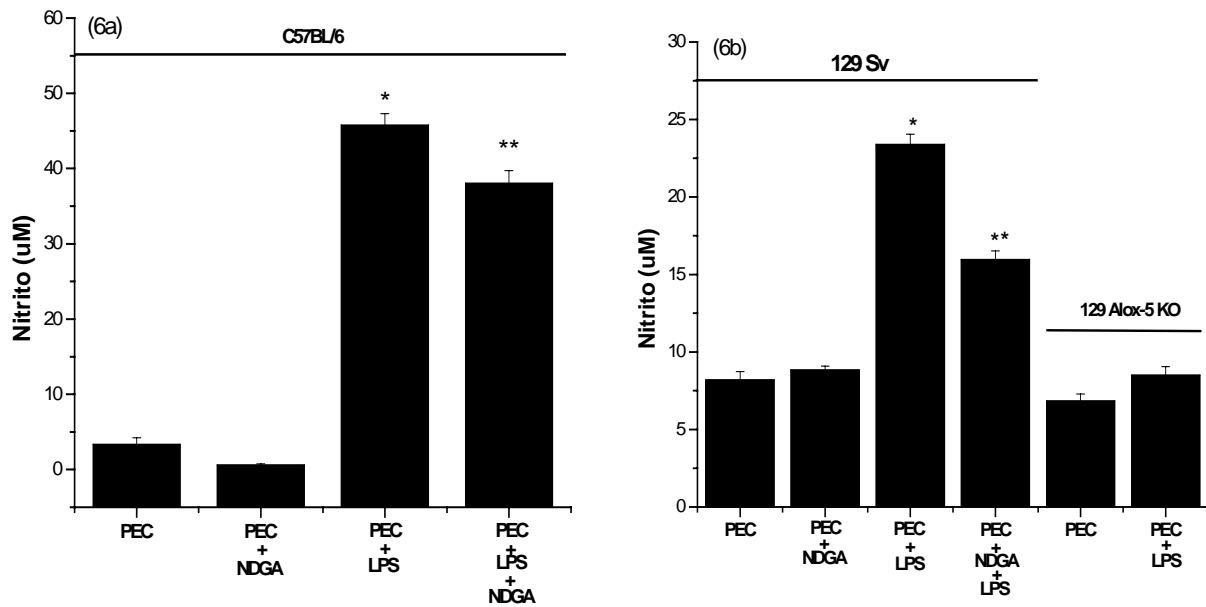 (6a)
C57BL/6
Nitrito (uM)
60
50
40
30
20
10
0
*
**
PEC
PEC
+
NDGA
PEC
+
LPS
PEC
+
LPS
+
NDGA
(6b)
129 Sv
129 Alox-5 KO
Nitrito (uM)
30
25
20
15
10
5
0
*
**
PEC
PEC
+
NDGA
PEC
+
LPS
PEC
+
NDGA
+
LPS
PEC
PEC
+
LPS